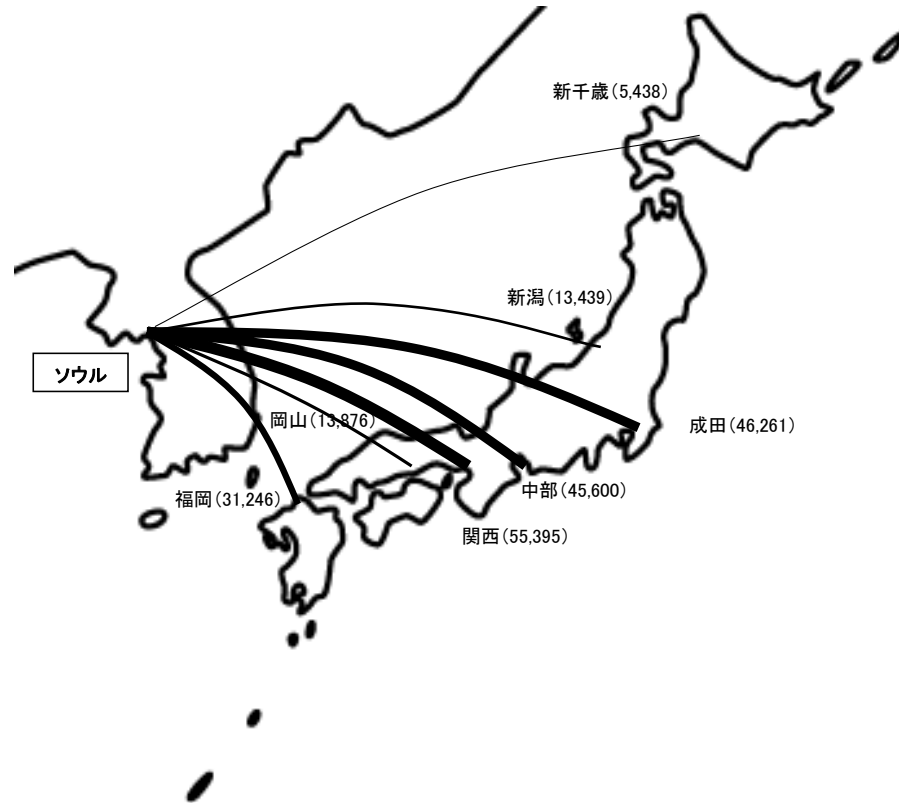 新千歳(5,438)
新潟(13,439)
ソウル
岡山(13,876)
成田(46,261)
福岡(31,246)
中部(45,600)
関西(55,395)